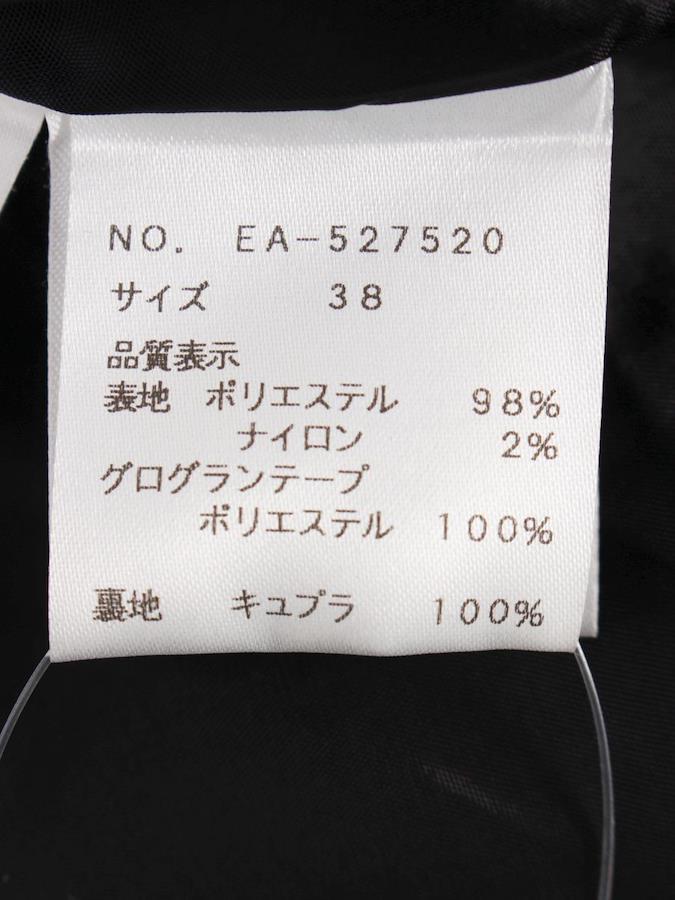 NO. EA-527520
サイズ 38
品質表示
表地 ポリエステル 98%
ナイロン 2%
グログランテープ
ポリエステル 100%
裏地 キュプラ 100%